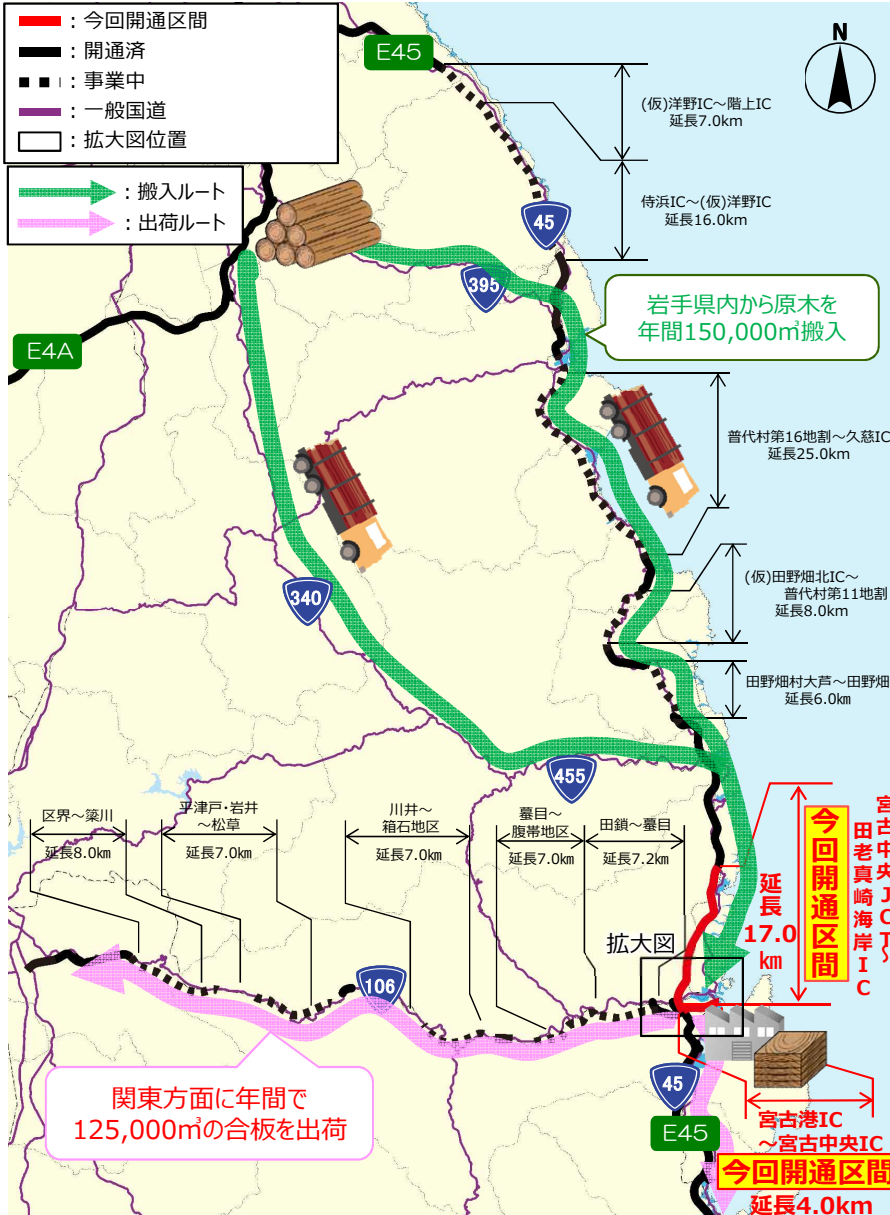 ：今回開通区間
：開通済
：事業中
：一般国道
：拡大図位置
：搬入ルート
：出荷ルート
E45
N
(仮)洋野IC～階上IC
延長7.0km
侍浜IC～(仮)洋野IC
延長16.0km
45
395
岩手県内から原木を
年間150,000㎥搬入
E4A
普代村第16地割～久慈IC
延長25.0km
(仮)田野畑北IC～
普代村第11地割
延長8.0km
340
田野畑村大芦～田野畑
延長6.0km
455
区界～簗川
延長8.0km
平津戸・岩井
～松草
延長7.0km
川井～
箱石地区
延長7.0km
蟇目～
腹帯地区
延長7.0km
田鎖～蟇目
延長7.2km
宮古中央JCT～
田老真崎海岸IC
今回開通区間
延長
17.0
km
拡大図
106
関東方面に年間で
125,000㎥の合板を出荷
45
E45
宮古港IC
～宮古中央IC
今回開通区間
延長4.0km